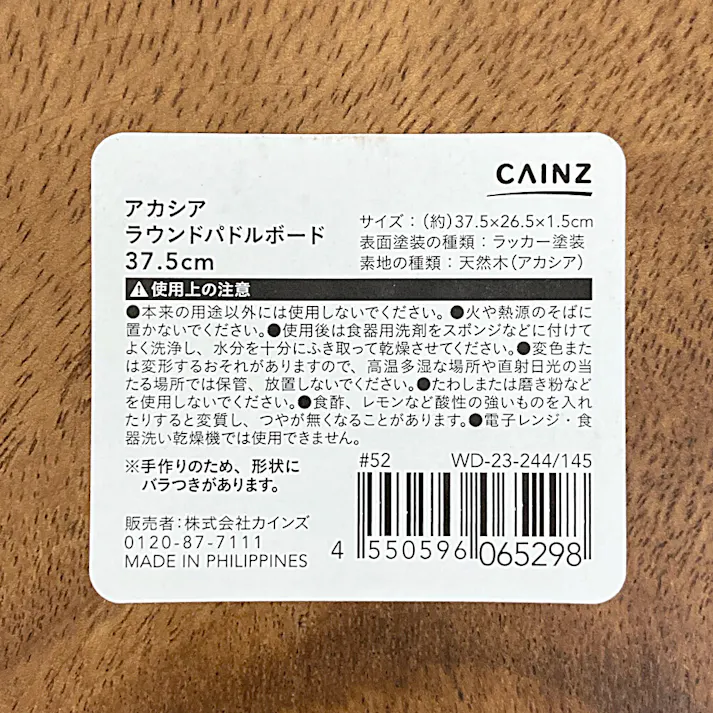 CAINZ
アカシア
ラウンドパドルボード
37.5cm
サイズ：(約)37.5×26.5×1.5cm
表面塗装の種類：ラッカー塗装
素地の種類：天然木(アカシア)
⚠使用上の注意
●本来の用途以外には使用しないでください。●火や熱源のそばに
置かないでください。●使用後は食器用洗剤をスポンジなどに付けて
よく洗浄し、水分を十分にふき取って乾燥させてください。●変色また
は変形するおそれがありますので、高温多湿な場所や直射日光の当
たる場所では保管、放置しないでください。●たわしまたは磨き粉など
を使用しないでください。●食酢、レモンなど酸性の強いものを入れ
たりすると変質し、つやが無くなることがあります。●電子レンジ・食
器洗い乾燥機では使用できません。
※手作りのため、形状に
バラつきがあります。
#52 WD-23-244/145
販売者：株式会社カインズ
0120-87-7111
MADE IN PHILIPPINES
4 550596 065298